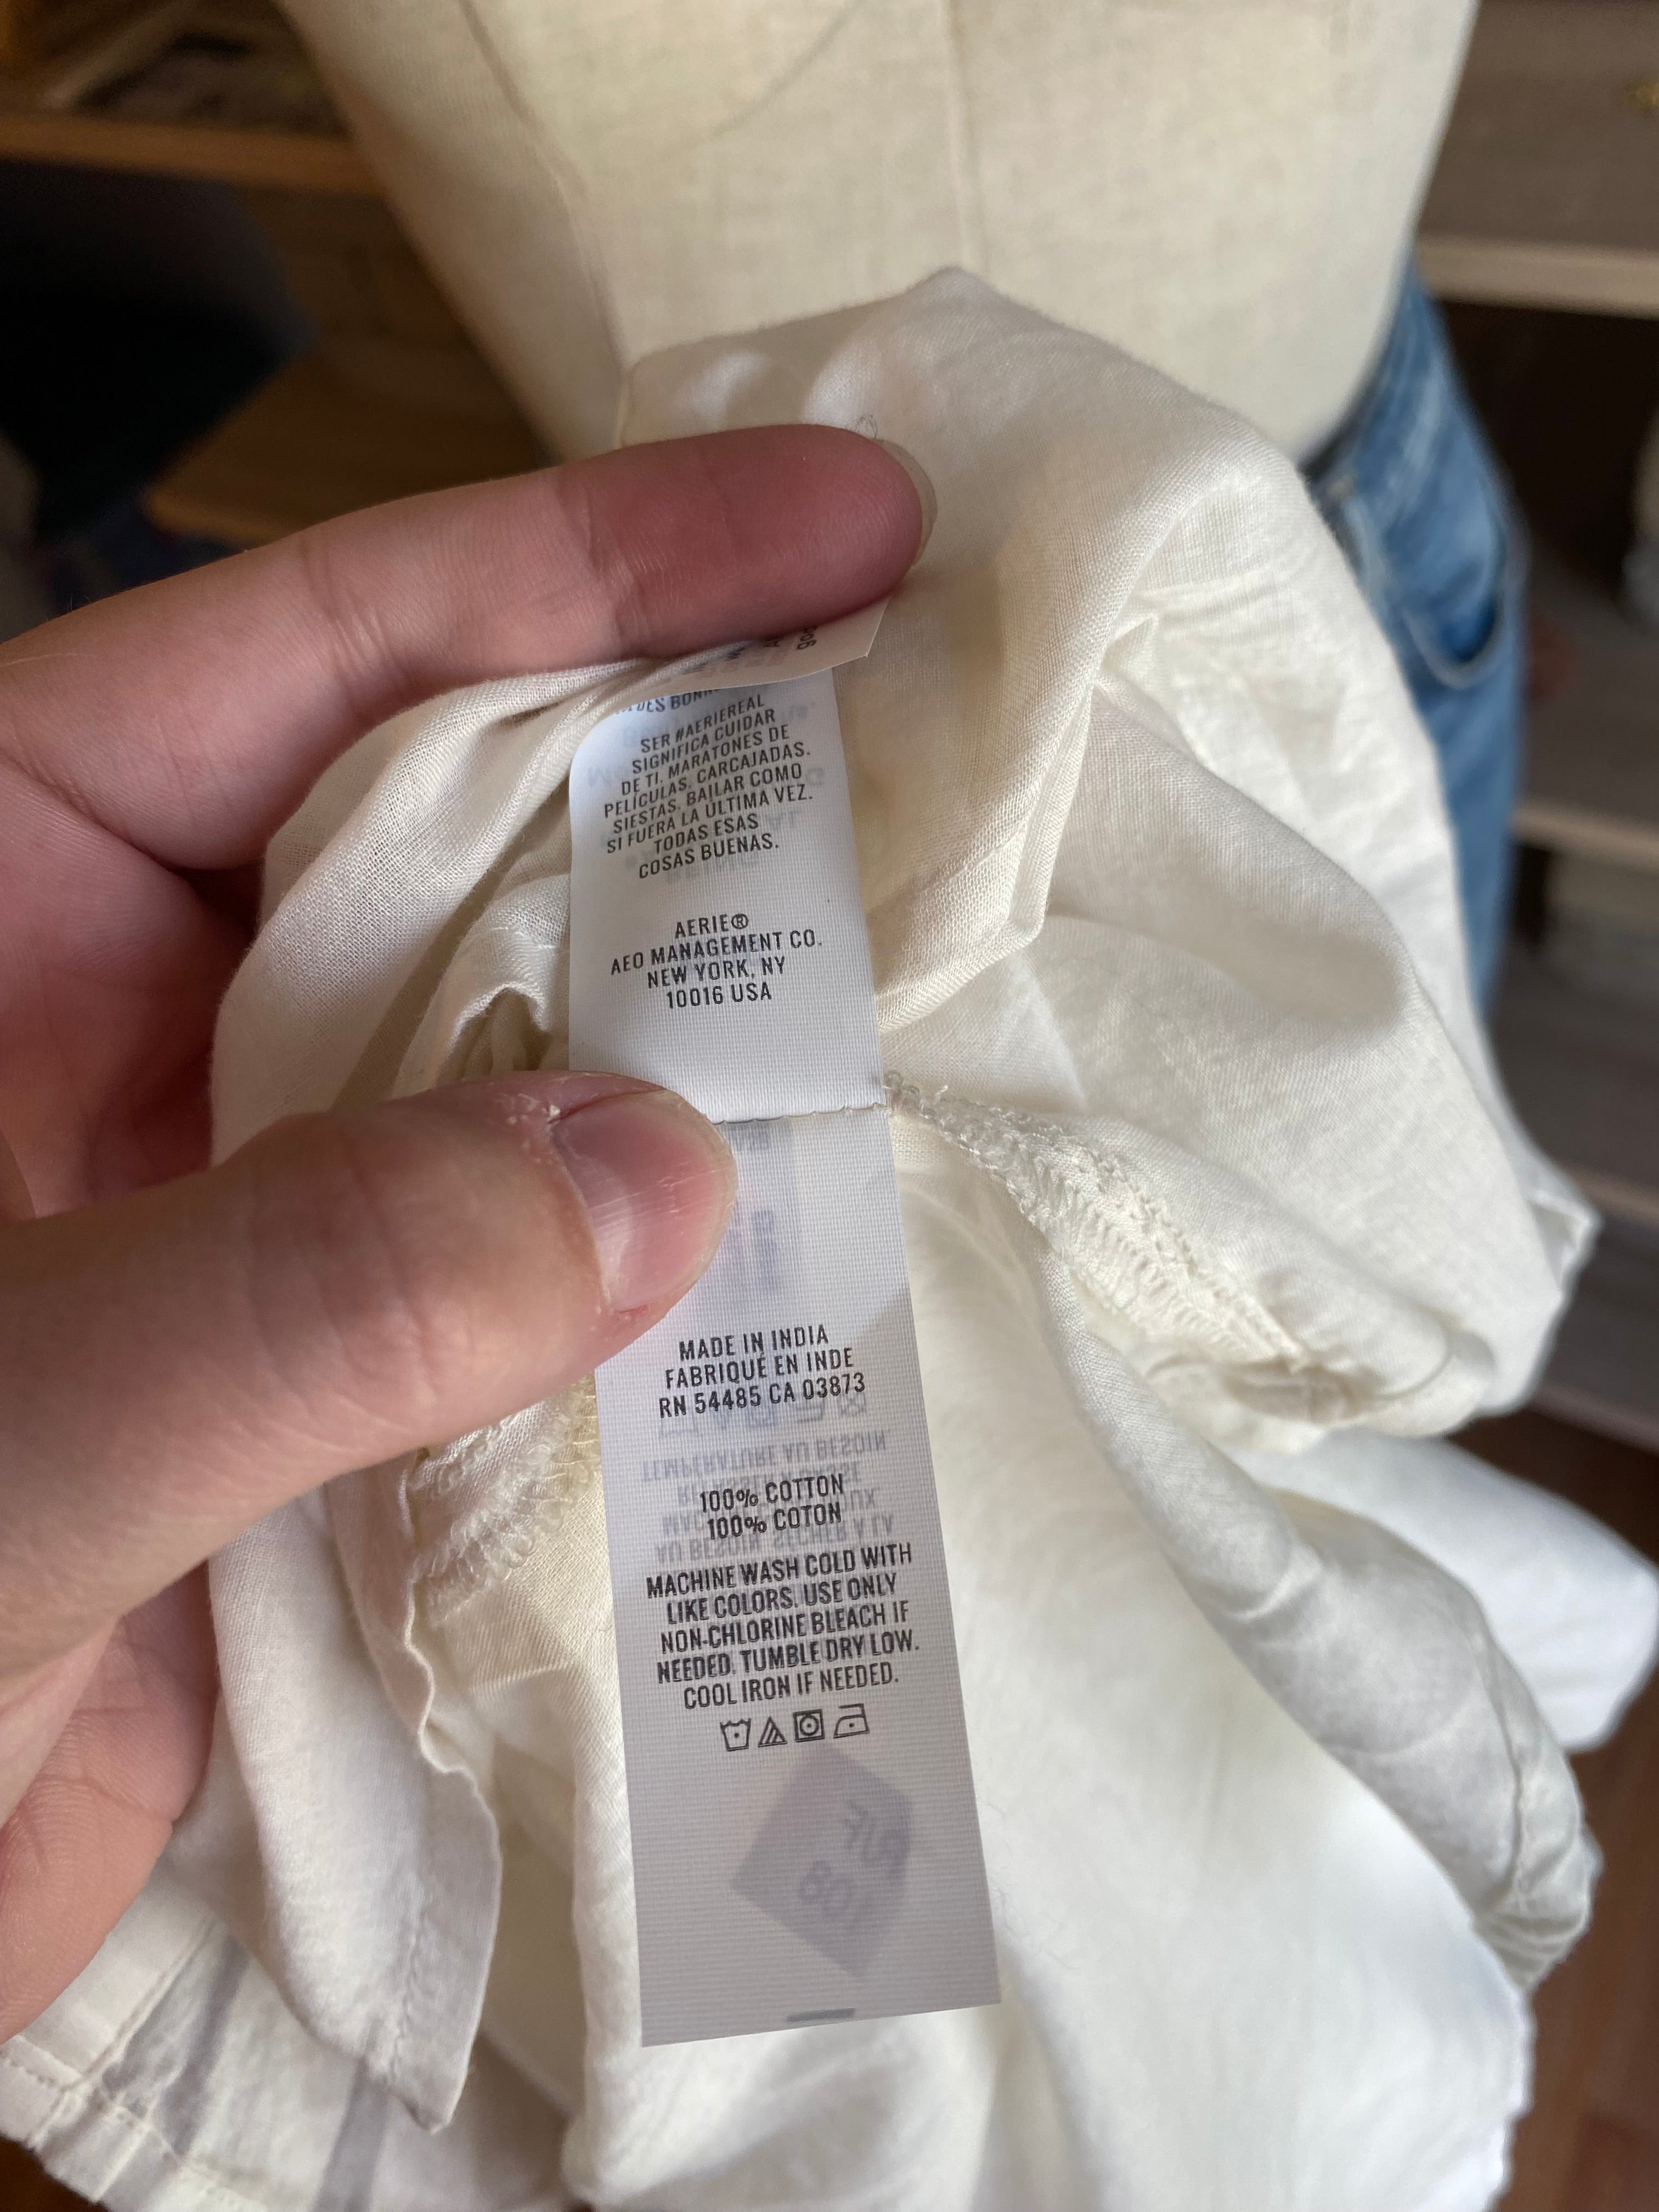 SER #AERIEREAL
SIGNIFICA CUIDAR
DE TI. MARATONES DE
PELÍCULAS. CARCAJADAS.
SIESTAS. BAILAR COMO
SI FUERA LA ÚLTIMA VEZ.
TODAS ESAS
COSAS BUENAS.
AERIE®
AEO MANAGEMENT CO.
NEW YORK, NY
10016 USA
MADE IN INDIA
FABRIQUÉ EN INDE
RN 54485 CA 03873
100% COTTON
100% COTON
MACHINE WASH COLD WITH
LIKE COLORS. USE ONLY
NON-CHLORINE BLEACH IF
NEEDED. TUMBLE DRY LOW.
COOL IRON IF NEEDED.